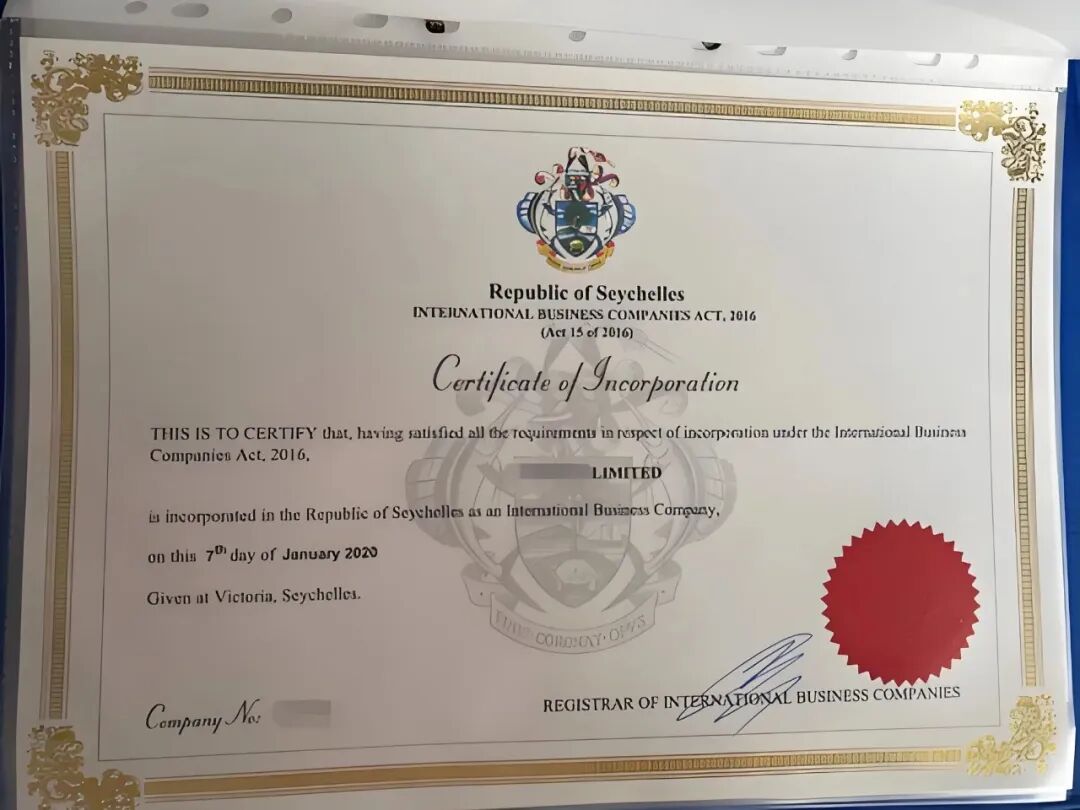 Republic of Seychelles
INTERNATIONAL BUSINESS COMPANIES ACT, 2016
(Act 15 of 2016)
Certificate of Incorporation
THIS IS TO CERTIFY that, having satisfied all the requirements in respect of incorporation under the International Business
Companies Act, 2016,
LIMITED
is incorporated in the Republic of Seychelles as an International Business Company,
on this 7th day of January 2020
Given at Victoria, Seychelles.
FINIS CORONAT OPUS
REGISTRAR OF INTERNATIONAL BUSINESS COMPANIES
Company No: